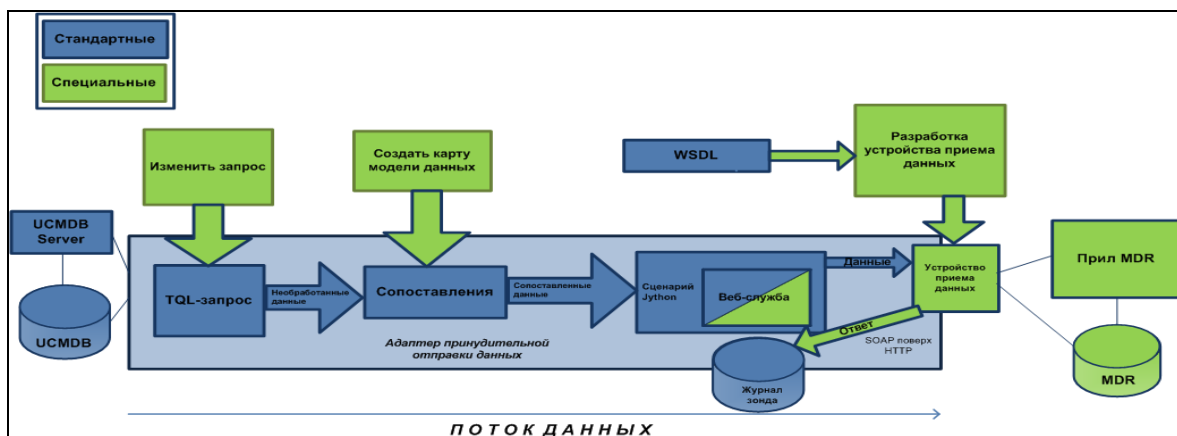 Стандартные
Специальные
Изменить запрос
Создать карту
модели данных
WSDL
Разработка
устройства приема
данных
UCMDB
Server
UCMDB
TQL-запрос
Необработанные
данные
Сопоставления
Сопоставленные
данные
Сценарий
Jython
Веб-служба
Данные
Ответ
Устройство
приема
данных
SOAP поверх
HTTP
Прил MDR
MDR
Адаптер принудительной
отправки данных
Журнал
зонда
ПОТОК ДАННЫХ